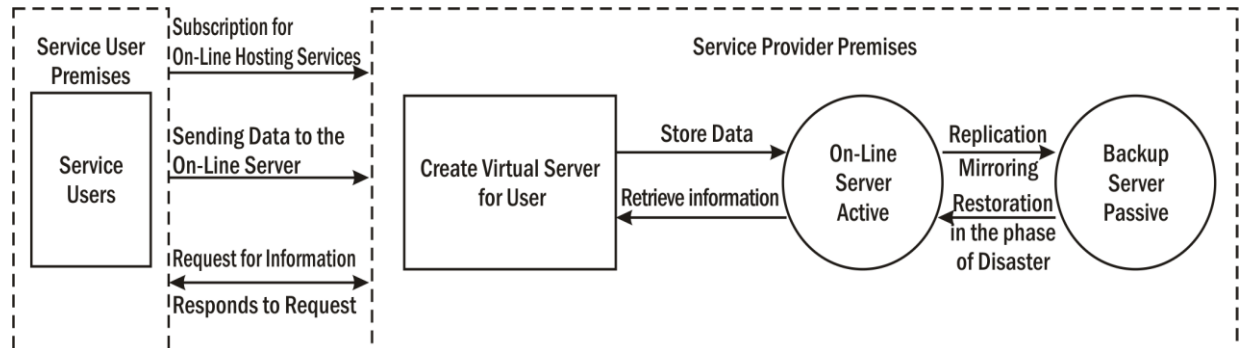 Service User
Premises
Service
Users
Subscription for
On-Line Hosting Services
Sending Data to the
On-Line Server
Request for Information
Responds to Request
Service Provider Premises
Create Virtual Server
for User
Store Data
Retrieve information
On-Line
Server
Active
Replication
Mirroring
Restoration
in the phase
of Disaster
Backup
Server
Passive